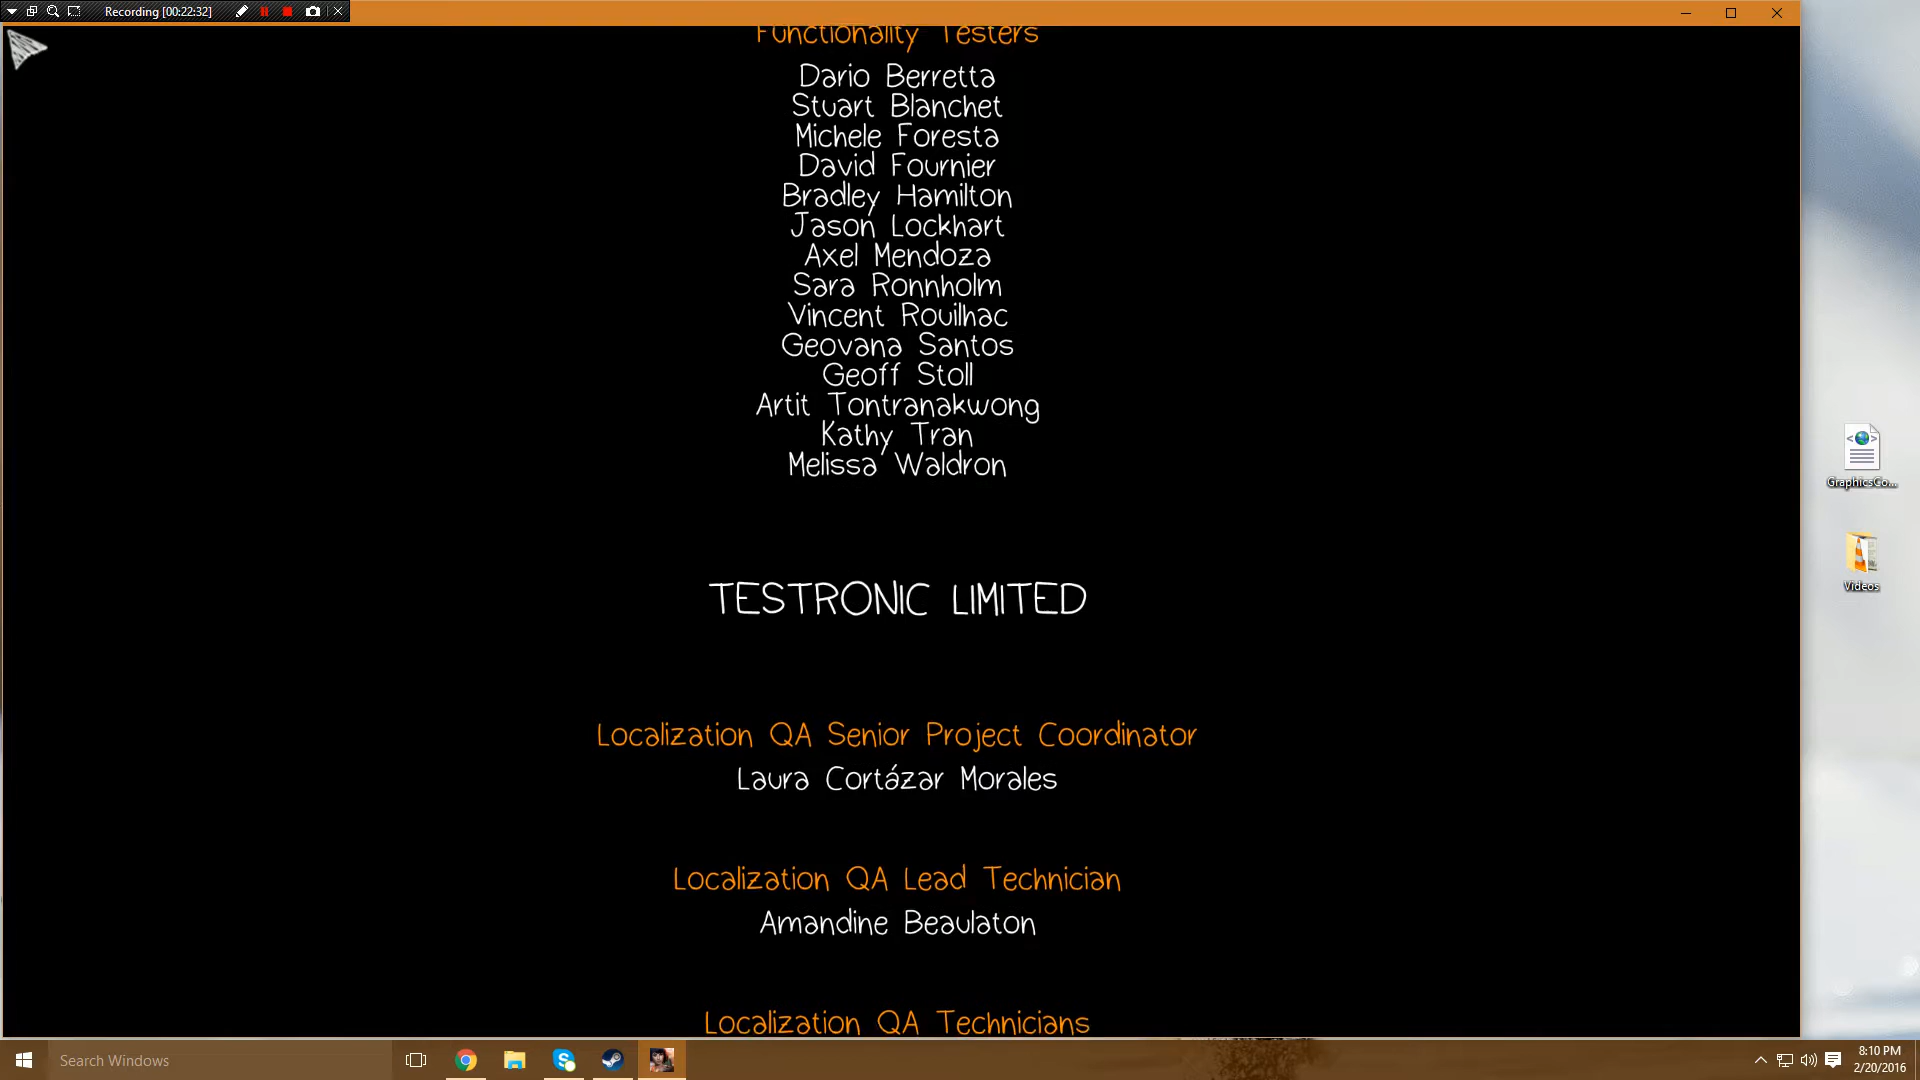 Recording [00:22:32]
Functionality Testers
Dario Berretta
Stuart Blanchet
Michele Foresta
David Fournier
Bradley Hamilton
Jason Lockhart
Axel Mendoza
Sara Ronnholm
Vincent Rouilhac
Geovana Santos
Geoff Stoll
Artit Tontranakwong
Kathy Tran
Melissa Waldron
GraphicsCo...
TESTRONIC LIMITED
Videos
Localization QA Senior Project Coordinator
Laura Cortázar Morales
Localization QA Lead Technician
Amandine Beaulaton
Localization QA Technicians
Search Windows
8:10 PM
2/20/2016